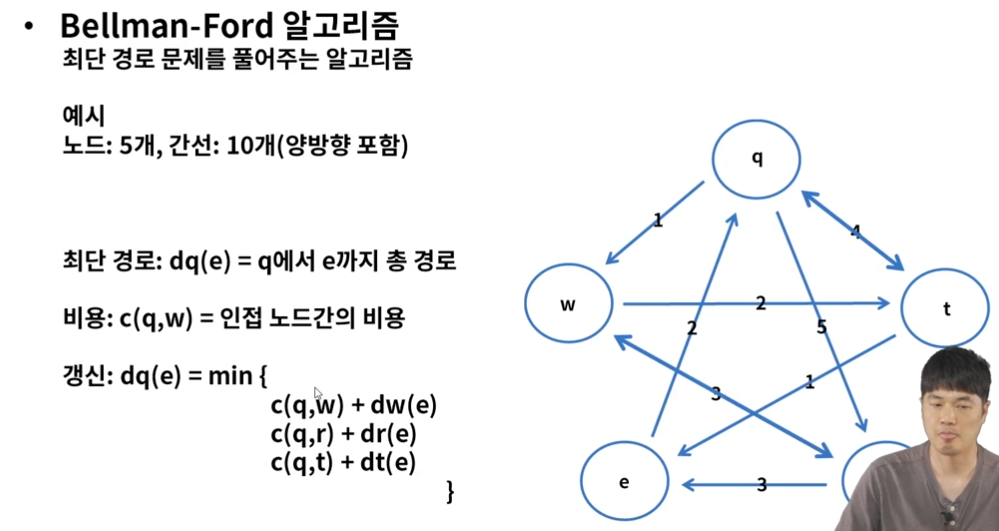 • Bellman-Ford 알고리즘
최단 경로 문제를 풀어주는 알고리즘
예시
노드: 5개, 간선: 10개(양방향 포함)
최단 경로: dq(e) = q에서 e까지 총 경로
비용: c(q,w) = 인접 노드간의 비용
갱신: dq(e) = min {
c(q,w) + dw(e)
c(q,r) + dr(e)
c(q,t) + dt(e)
}
q
1
4
w
2
t
2
5
3
1
e
3